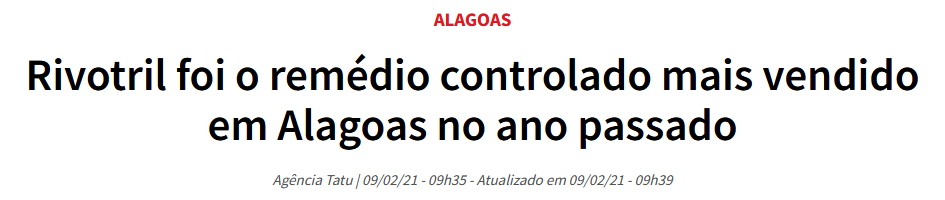 ALAGOAS
Rivotril foi o remédio controlado mais vendido
em Alagoas no ano passado
Agência Tatu | 09/02/21 - 09h35 - Atualizado em 09/02/21 - 09h39